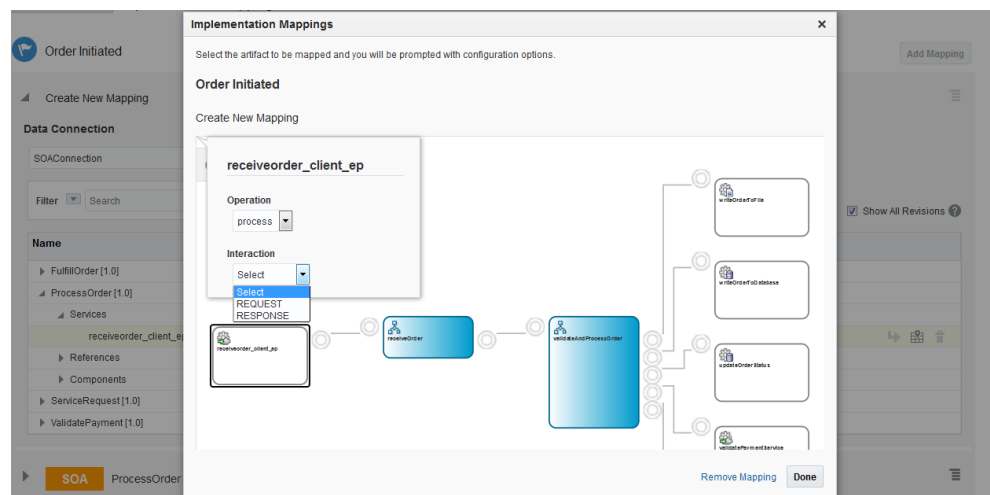 Implementation Mappings
Select the artifact to be mapped and you will be prompted with configuration options.
Order Initiated
Create New Mapping
Order Initiated
Add Mapping
Create New Mapping
Data Connection
SOAConnection
Filter
Search
Show All Revisions
Name
FulfillOrder [1.0]
ProcessOrder [1.0]
Services
receiveorder_client_ep
References
Components
ServiceRequest [1.0]
ValidatePayment [1.0]
SOA ProcessOrder
receiveorder_client_ep
Operation
process
Interaction
Select
Select
REQUEST
RESPONSE
receiveorder_client_ep
receiveOrder
validateAndProcessOrder
writeOrderToFile
writeOrderToDatabase
updateOrderStatus
validatePaymentService
Remove Mapping
Done